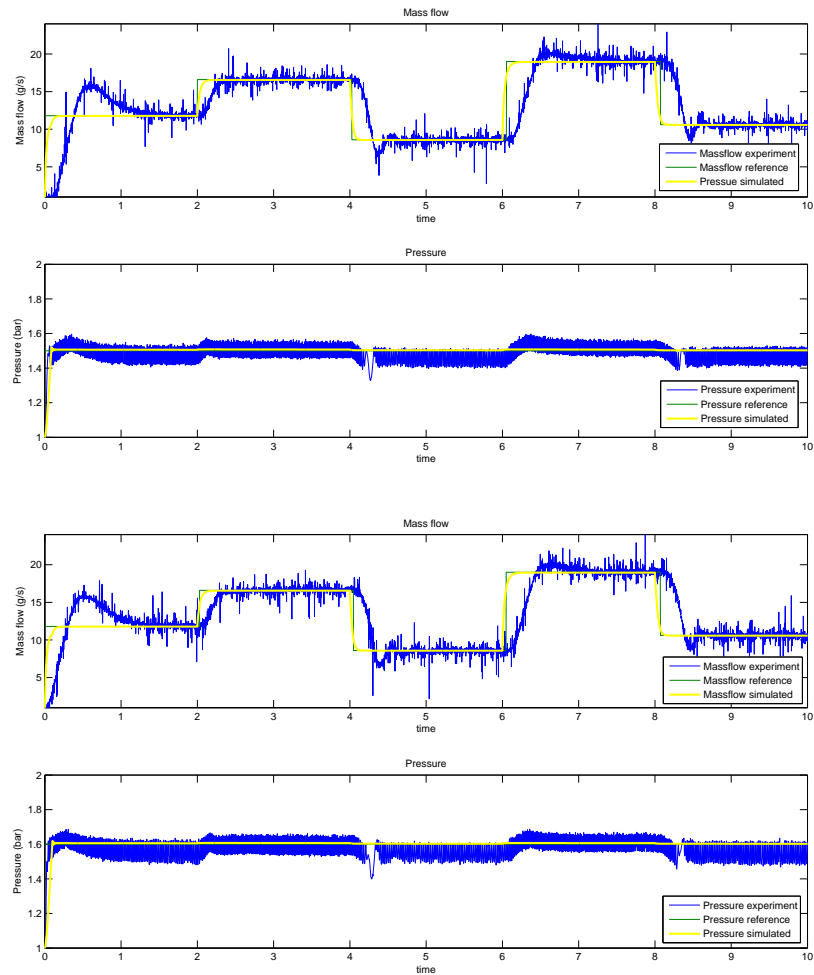 Mass flow
20
15
10
5
Mass flow (g/s)
Massflow experiment
Massflow reference
Pressue simulated
0 1 2 3 4 5 6 7 8 9 10
time
Pressure
2
1.8
1.6
1.4
1.2
1
Pressure (bar)
Pressure experiment
Pressure reference
Pressure simulated
0 1 2 3 4 5 6 7 8 9 10
time
Mass flow
20
15
10
5
Mass flow (g/s)
Massflow experiment
Massflow reference
Massflow simulated
0 1 2 3 4 5 6 7 8 9 10
time
Pressure
2
1.8
1.6
1.4
1.2
1
Pressure (bar)
Pressure experiment
Pressure reference
Pressure simulated
0 1 2 3 4 5 6 7 8 9 10
time